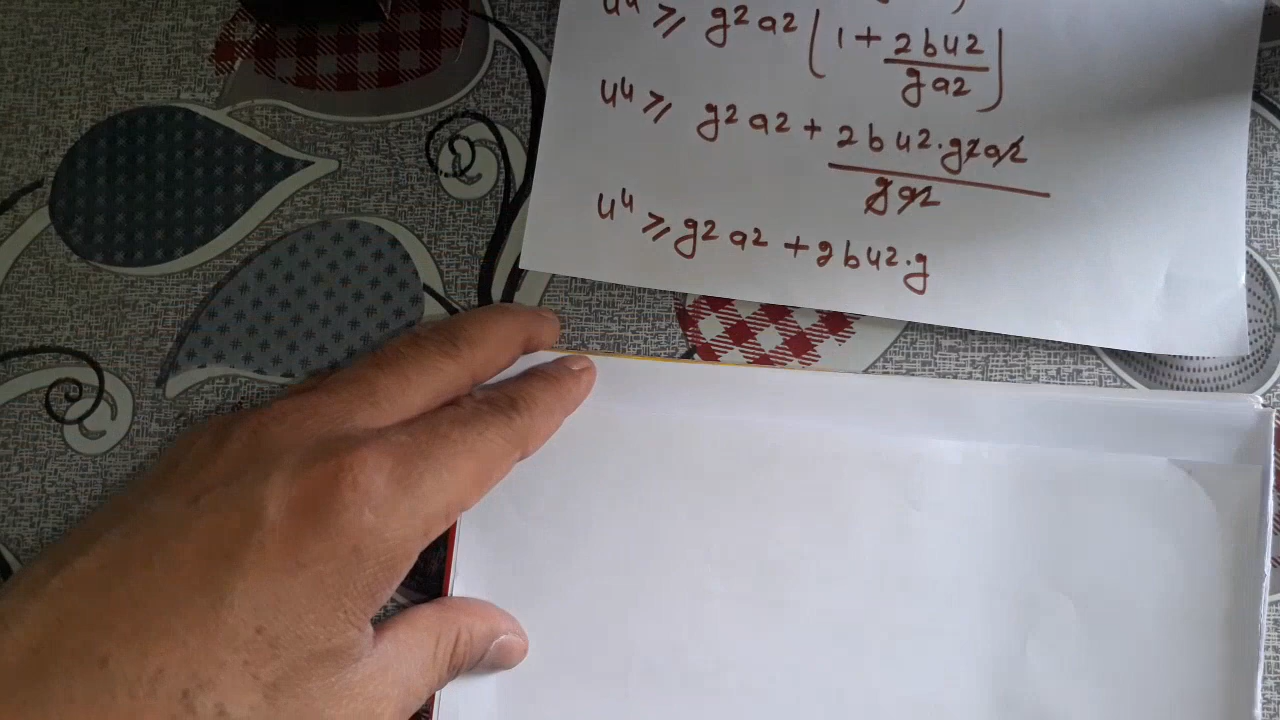 u⁴ ⩾ g²a² (1 + 2bu²/ga²)
u⁴ ⩾ g²a² + 2bu².g²a²/ga²
u⁴ ⩾ g²a² + 2bu².g